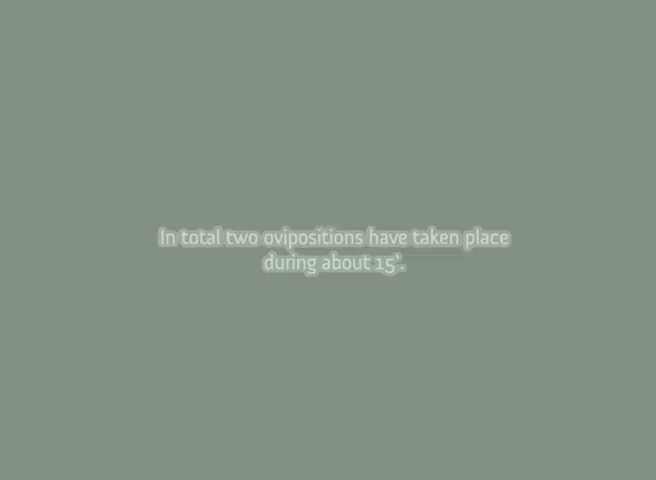 In total two ovipositions have taken place
during about 15'.